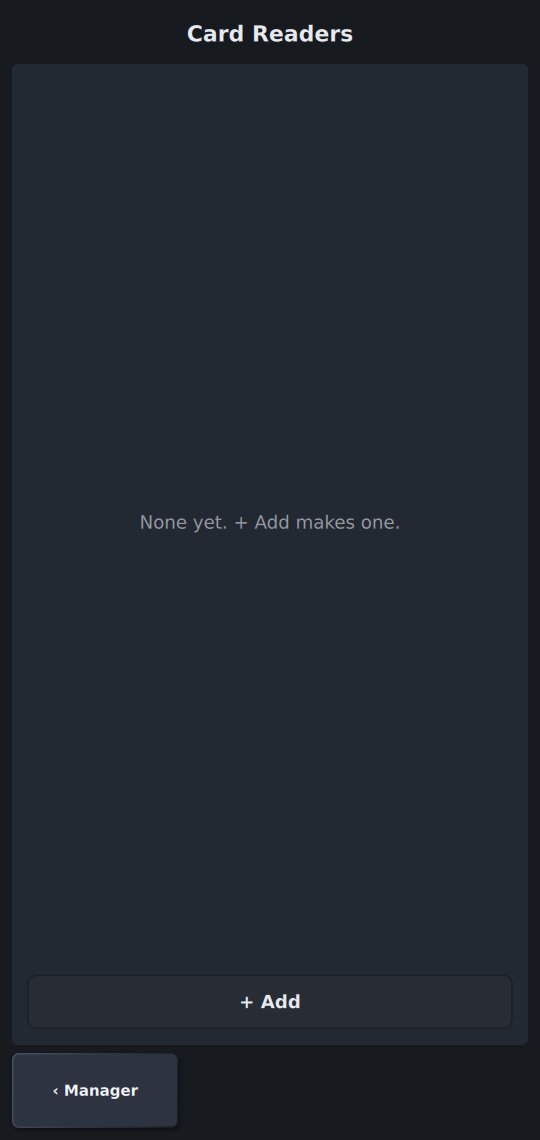 Card Readers
None yet. + Add makes one.
+ Add
‹ Manager